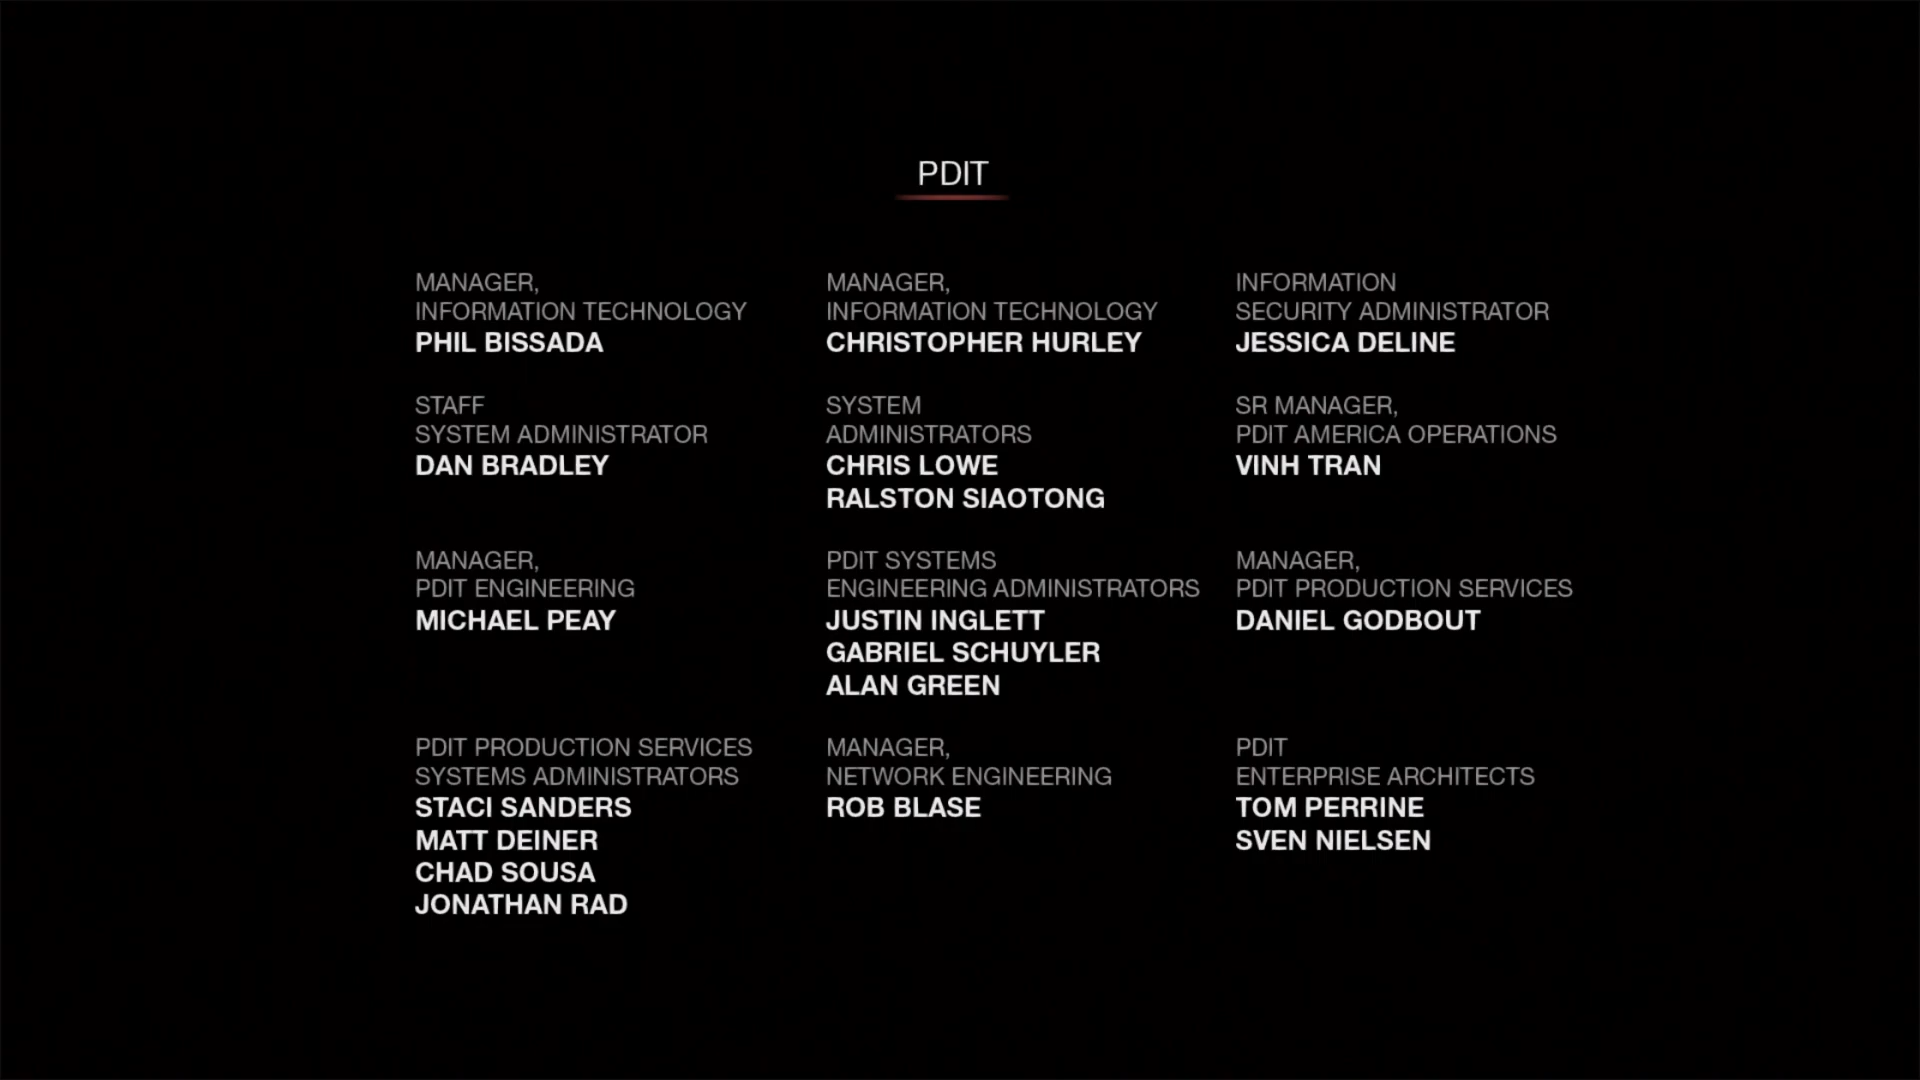 PDIT
MANAGER,
INFORMATION TECHNOLOGY
PHIL BISSADA
MANAGER,
INFORMATION TECHNOLOGY
CHRISTOPHER HURLEY
INFORMATION
SECURITY ADMINISTRATOR
JESSICA DELINE
STAFF
SYSTEM ADMINISTRATOR
DAN BRADLEY
SYSTEM
ADMINISTRATORS
CHRIS LOWE
RALSTON SIAOTONG
SR MANAGER,
PDIT AMERICA OPERATIONS
VINH TRAN
MANAGER,
PDIT ENGINEERING
MICHAEL PEAY
PDIT SYSTEMS
ENGINEERING ADMINISTRATORS
JUSTIN INGLETT
GABRIEL SCHUYLER
ALAN GREEN
MANAGER,
PDIT PRODUCTION SERVICES
DANIEL GODBOUT
PDIT PRODUCTION SERVICES
SYSTEMS ADMINISTRATORS
STACI SANDERS
MATT DEINER
CHAD SOUSA
JONATHAN RAD
MANAGER,
NETWORK ENGINEERING
ROB BLASE
PDIT
ENTERPRISE ARCHITECTS
TOM PERRINE
SVEN NIELSEN